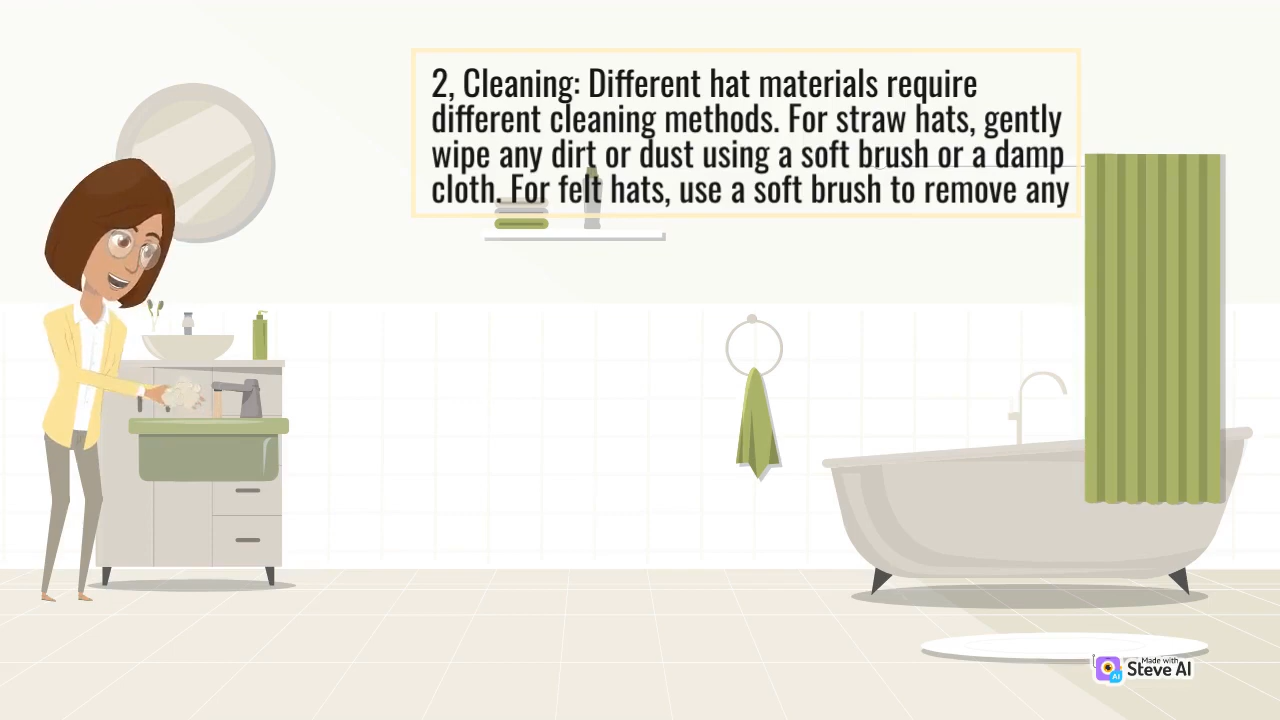 2, Cleaning: Different hat materials require
different cleaning methods. For straw hats, gently
wipe any dirt or dust using a soft brush or a damp
cloth. For felt hats, use a soft brush to remove any
Made with
Steve AI
AI